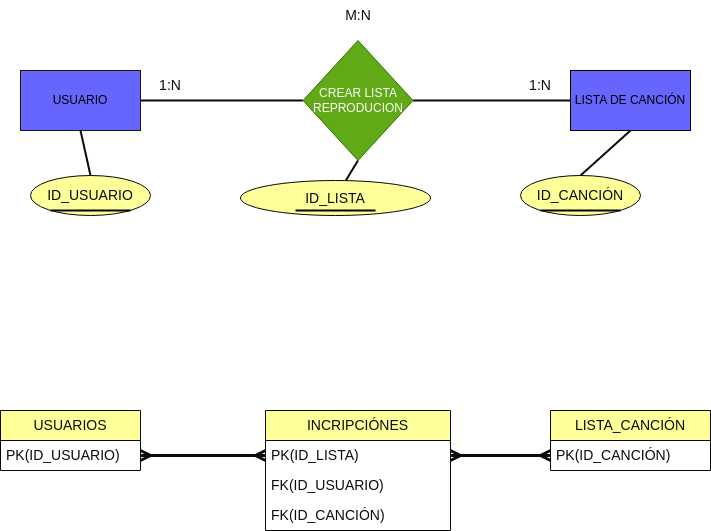 M:N
1:N
1:N
USUARIO
CREAR LISTA
REPRODUCION
LISTA DE CANCIÓN
ID_USUARIO
ID_LISTA
ID_CANCIÓN
USUARIOS
INCRIPCIÓNES
LISTA_CANCIÓN
PK(ID_USUARIO)
PK(ID_LISTA)
PK(ID_CANCIÓN)
FK(ID_USUARIO)
FK(ID_CANCIÓN)